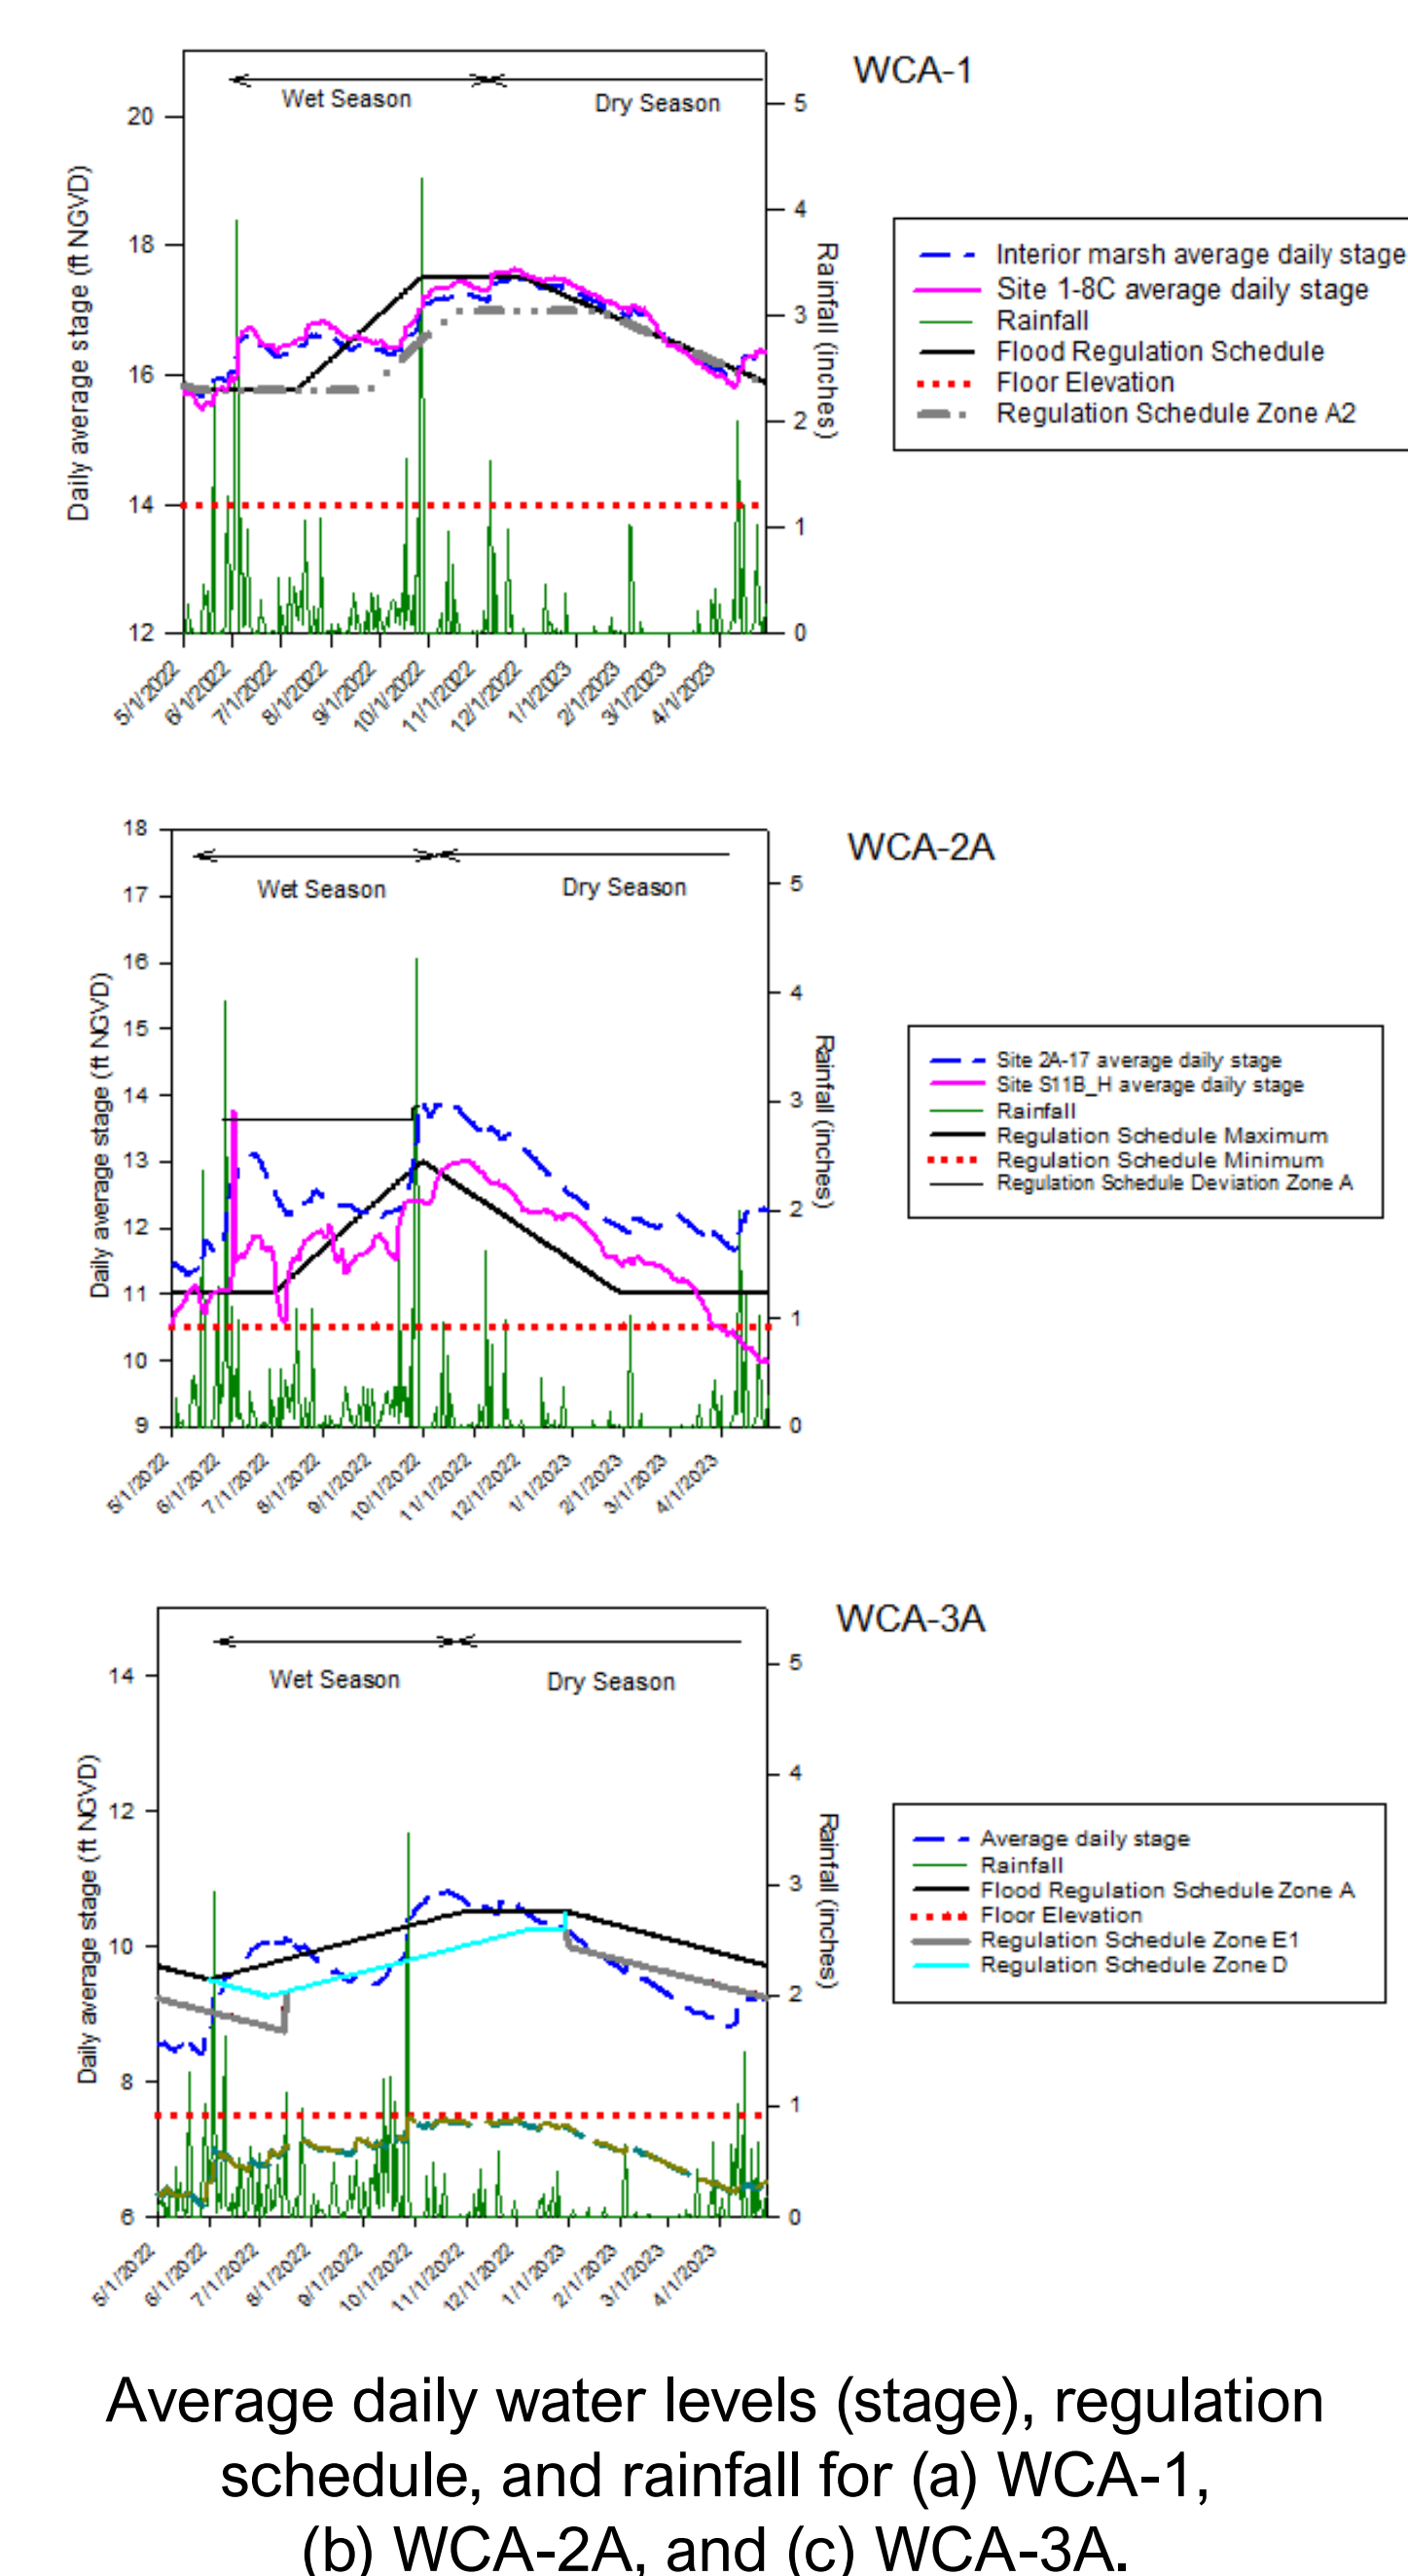 WCA-1
Wet Season
Dry Season
Daily average stage (ft NGVD)
20
18
16
14
12
5
4
3
2
1
0
Rainfall (inches)
5/1/2022
6/1/2022
7/1/2022
8/1/2022
9/1/2022
10/1/2022
11/1/2022
12/1/2022
1/1/2023
2/1/2023
3/1/2023
4/1/2023
Interior marsh average daily stage
Site 1-8C average daily stage
Rainfall
Flood Regulation Schedule
Floor Elevation
Regulation Schedule Zone A2
WCA-2A
Wet Season
Dry Season
Daily average stage (ft NGVD)
18
17
16
15
14
13
12
11
10
9
5
4
3
2
1
0
Rainfall (inches)
5/1/2022
6/1/2022
7/1/2022
8/1/2022
9/1/2022
10/1/2022
11/1/2022
12/1/2022
1/1/2023
2/1/2023
3/1/2023
4/1/2023
Site 2A-17 average daily stage
Site S11B_H average daily stage
Rainfall
Regulation Schedule Maximum
Regulation Schedule Minimum
Regulation Schedule Deviation Zone A
WCA-3A
Wet Season
Dry Season
Daily average stage (ft NGVD)
14
12
10
8
6
5
4
3
2
1
0
Rainfall (inches)
5/1/2022
6/1/2022
7/1/2022
8/1/2022
9/1/2022
10/1/2022
11/1/2022
12/1/2022
1/1/2023
2/1/2023
3/1/2023
4/1/2023
Average daily stage
Rainfall
Flood Regulation Schedule Zone A
Floor Elevation
Regulation Schedule Zone E1
Regulation Schedule Zone D
Average daily water levels (stage), regulation
schedule, and rainfall for (a) WCA-1,
(b) WCA-2A, and (c) WCA-3A.